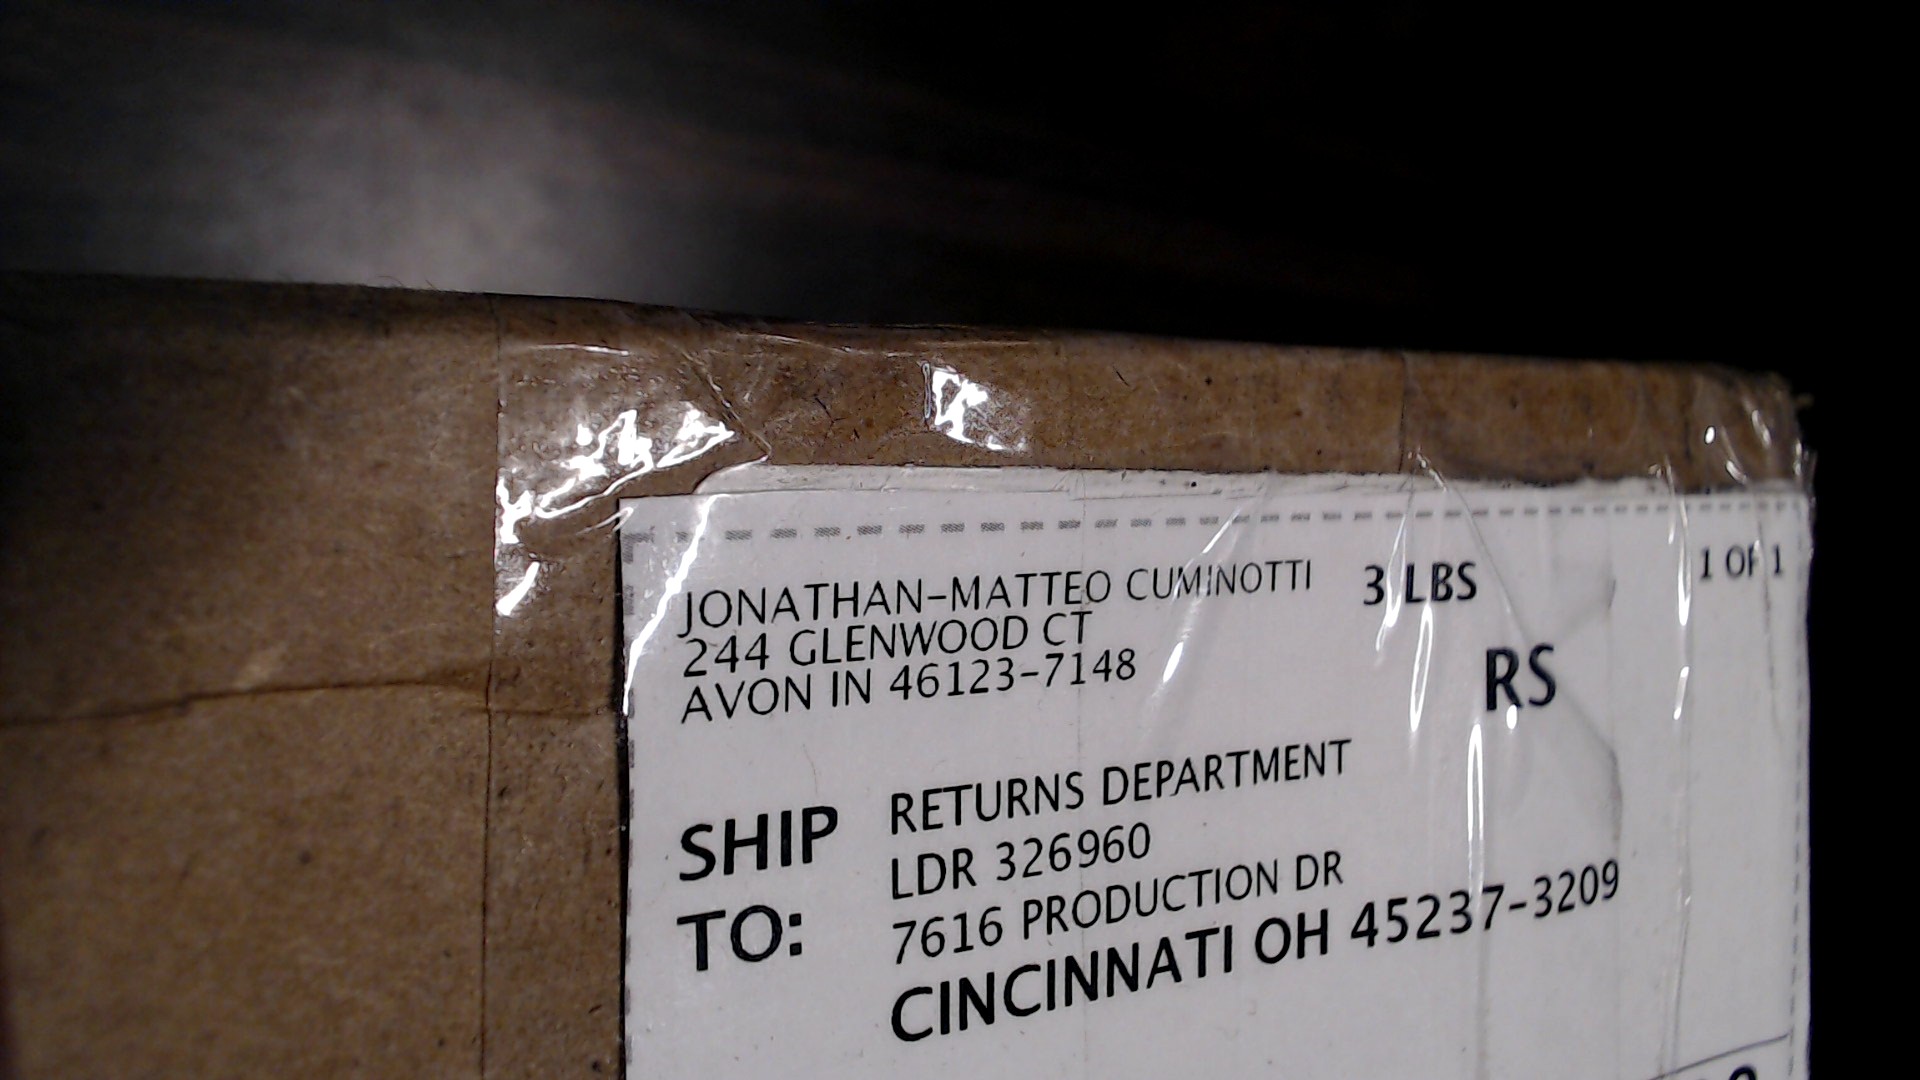 JONATHAN-MATTEO CUMINOTTI 3 LBS 1 OF 1
244 GLENWOOD CT
AVON IN 46123-7148
RS
SHIP TO:
RETURNS DEPARTMENT
LDR 326960
7616 PRODUCTION DR
CINCINNATI OH 45237-3209